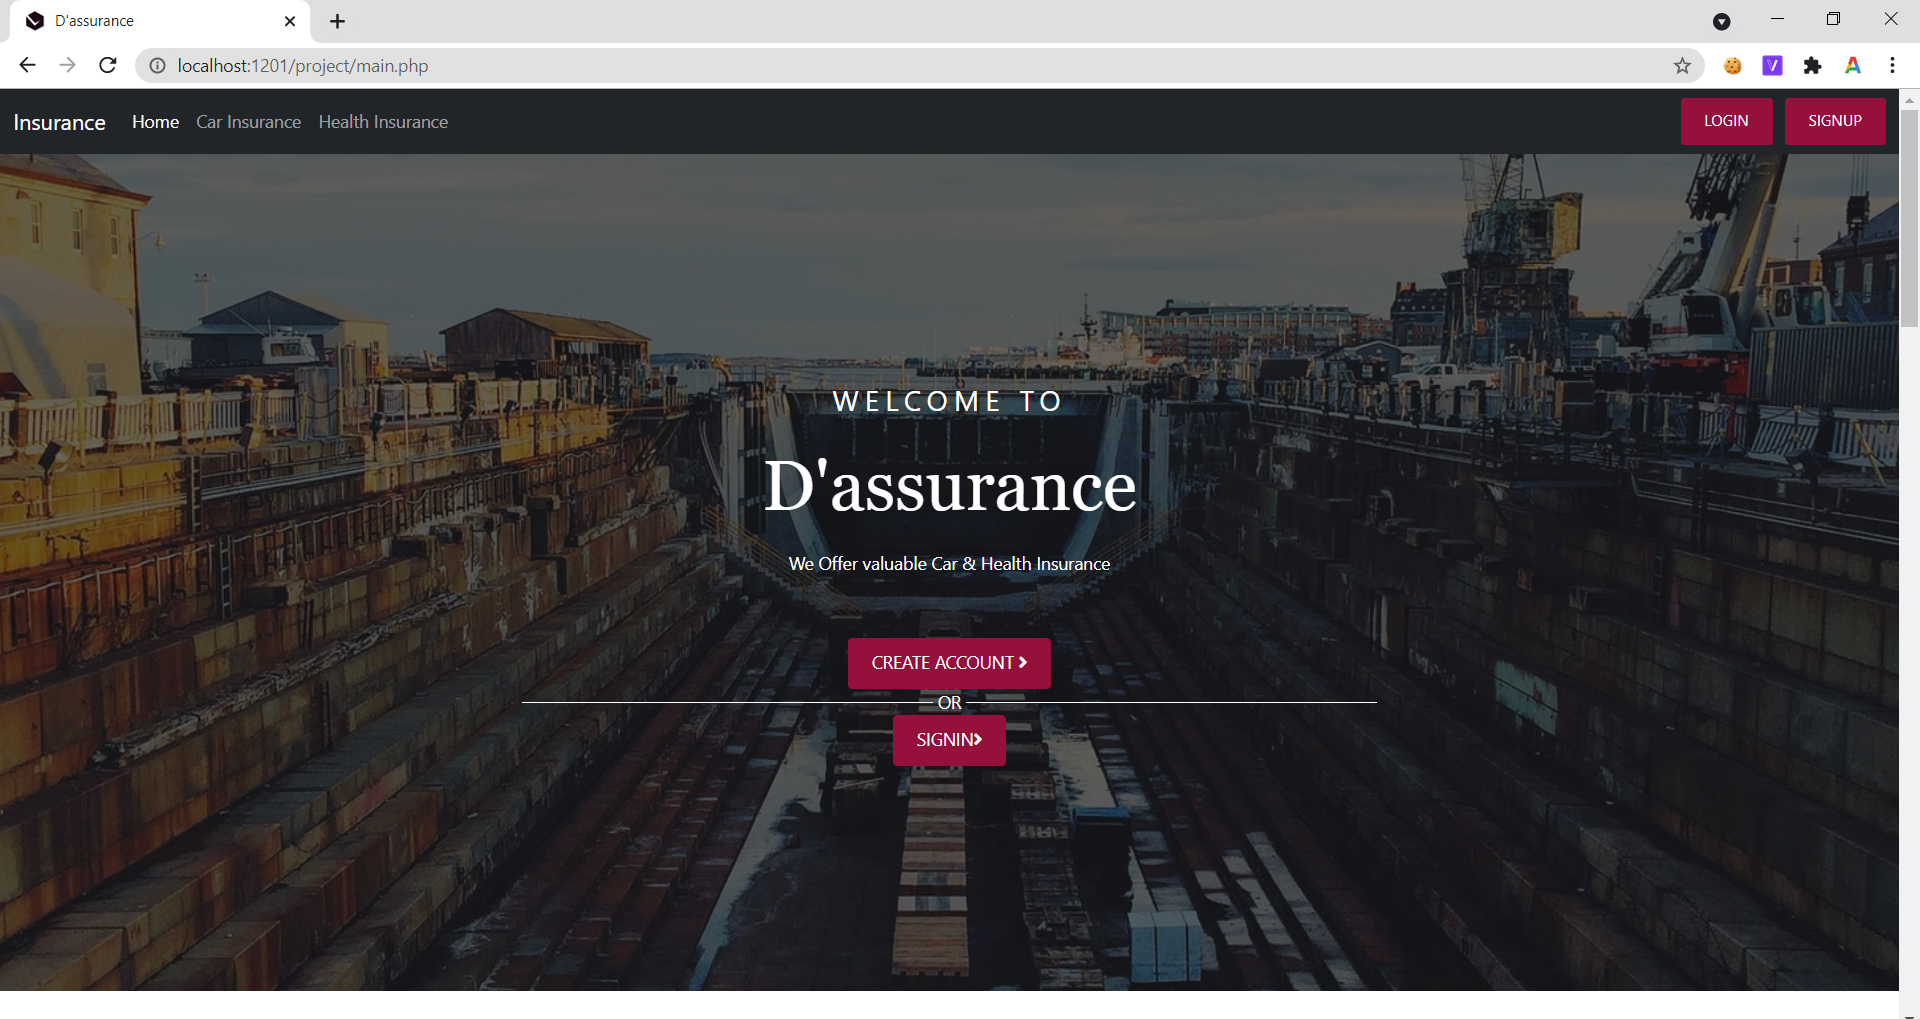 D'assurance
localhost:1201/project/main.php
Insurance Home Car Insurance Health Insurance LOGIN SIGNUP
WELCOME TO
D'assurance
We Offer valuable Car & Health Insurance
CREATE ACCOUNT
OR
SIGNIN